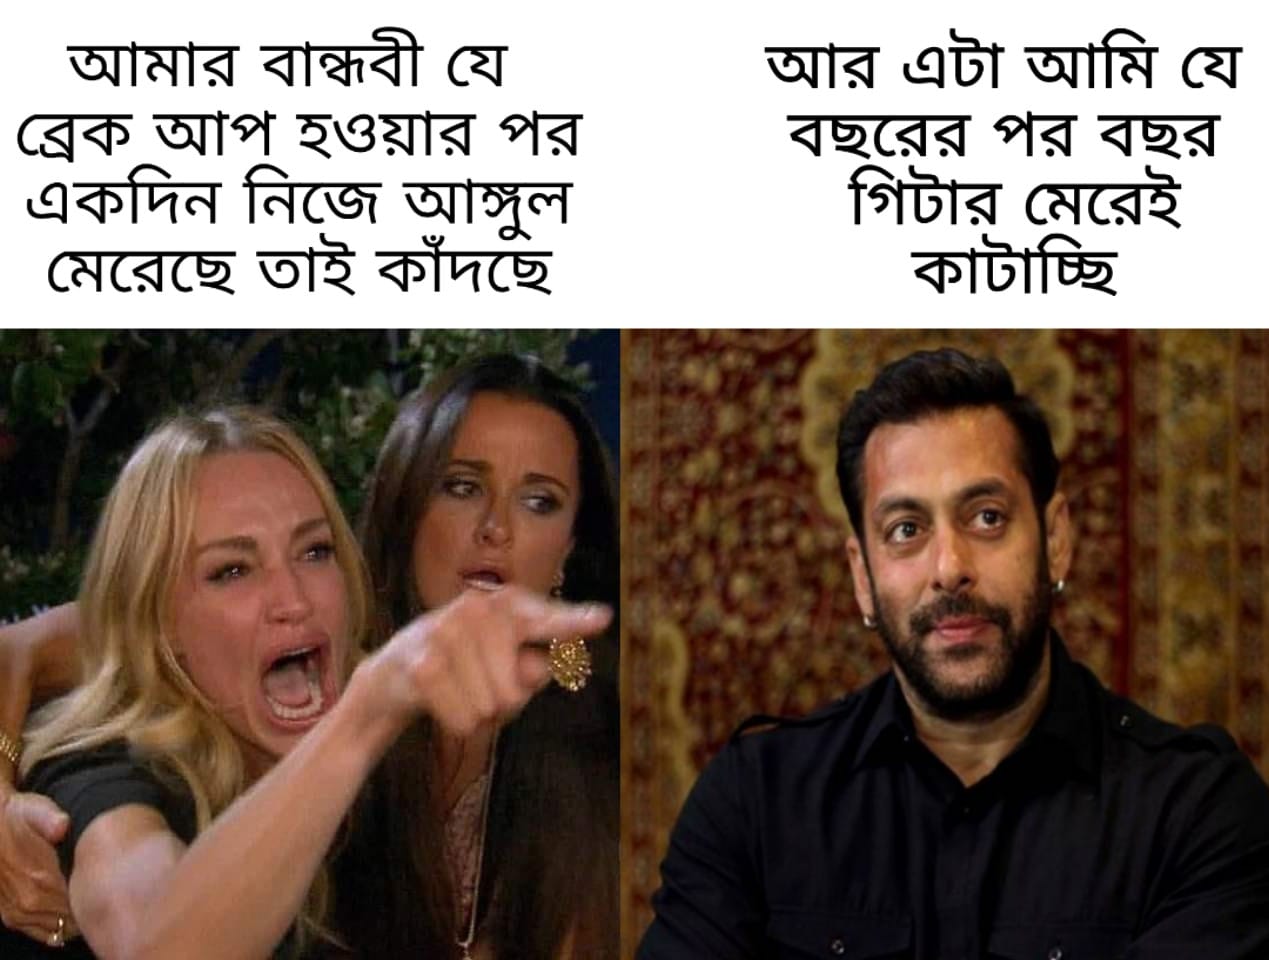 আমার বান্ধবী যে
ব্রেক আপ হওয়ার পর
একদিন নিজে আঙ্গুল
মেরেছে তাই কাঁদছে
আর এটা আমি যে
বছরের পর বছর
গিটার মেরেই
কাটাচ্ছি